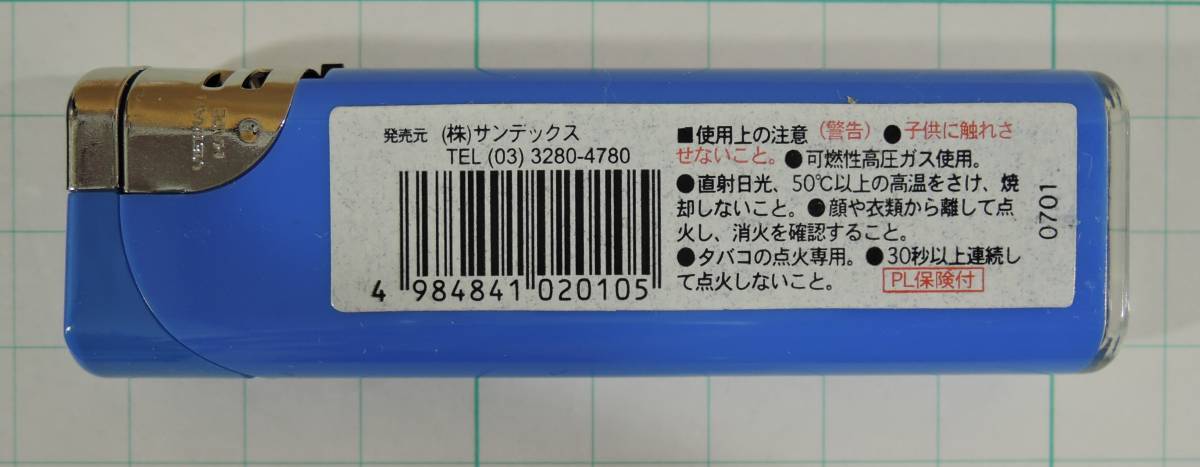 発売元 (株)サンデックス
TEL (03) 3280-4780
4 984841 020105
■使用上の注意 (警告) ●子供に触れさ
せないこと。●可燃性高圧ガス使用。
●直射日光、50℃以上の高温をさけ、焼
却しないこと。●顔や衣類から離して点
火し、消火を確認すること。
●タバコの点火専用。●30秒以上連続し
て点火しないこと。 PL保険付
0701